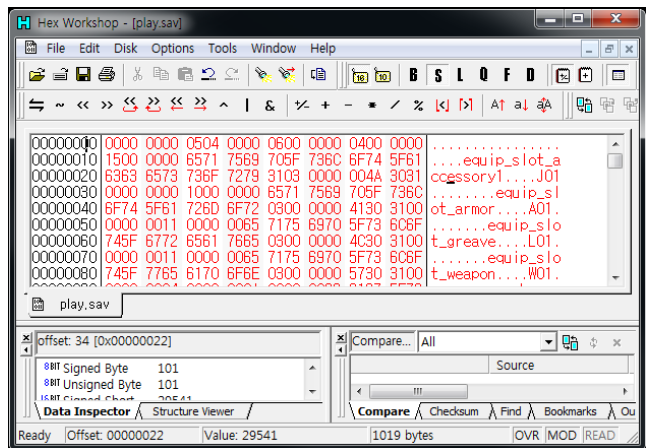 Hex Workshop - [play.sav]
File Edit Disk Options Tools Window Help
B S L Q F D
00000000 0000 0000 0504 0000 0600 0000 0400 0000 ................
00000010 1500 0000 6571 7569 705F 736C 6F74 5F61 ....equip_slot_a
00000020 6363 6573 736F 7279 3103 0000 004A 3031 ccessory1....J01
00000030 0000 0000 1000 0000 6571 7569 705F 736C ........equip_sl
00000040 6F74 5F61 726D 6F72 0300 0000 4130 3100 ot_armor....A01.
00000050 0000 0011 0000 0065 7175 6970 5F73 6C6F .......equip_slo
00000060 745F 6772 6561 7665 0300 0000 4C30 3100 t_greave....L01.
00000070 0000 0011 0000 0065 7175 6970 5F73 6C6F .......equip_slo
00000080 745F 7765 6170 6F6E 0300 0000 5730 3100 t_weapon....W01.
play.sav
offset: 34 [0x00000022]
8BIT Signed Byte 101
8BIT Unsigned Byte 101
16BIT Signed Short 29541
Data Inspector Structure Viewer
Compare... All
Source
Compare Checksum Find Bookmarks Ou
Ready Offset: 00000022 Value: 29541 1019 bytes OVR MOD READ